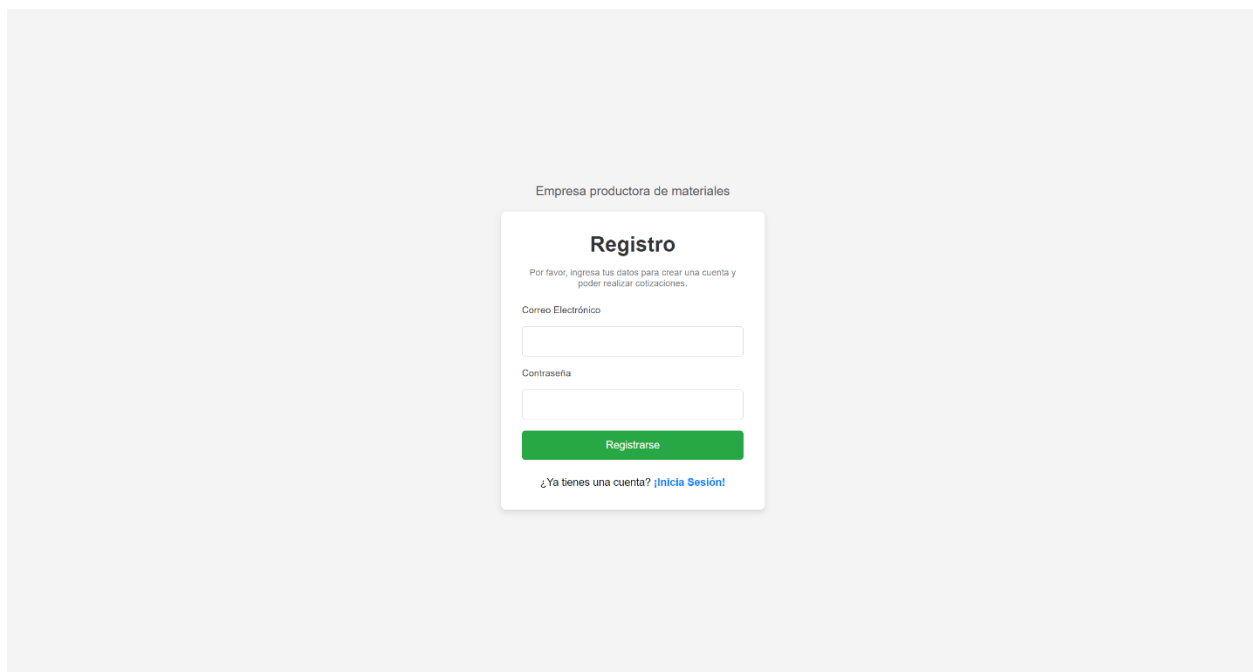 Empresa productora de materiales
Registro
Por favor, ingresa tus datos para crear una cuenta y
poder realizar cotizaciones.
Correo Electrónico
Contraseña
Registrarse
¿Ya tienes una cuenta? ¡Inicia Sesión!